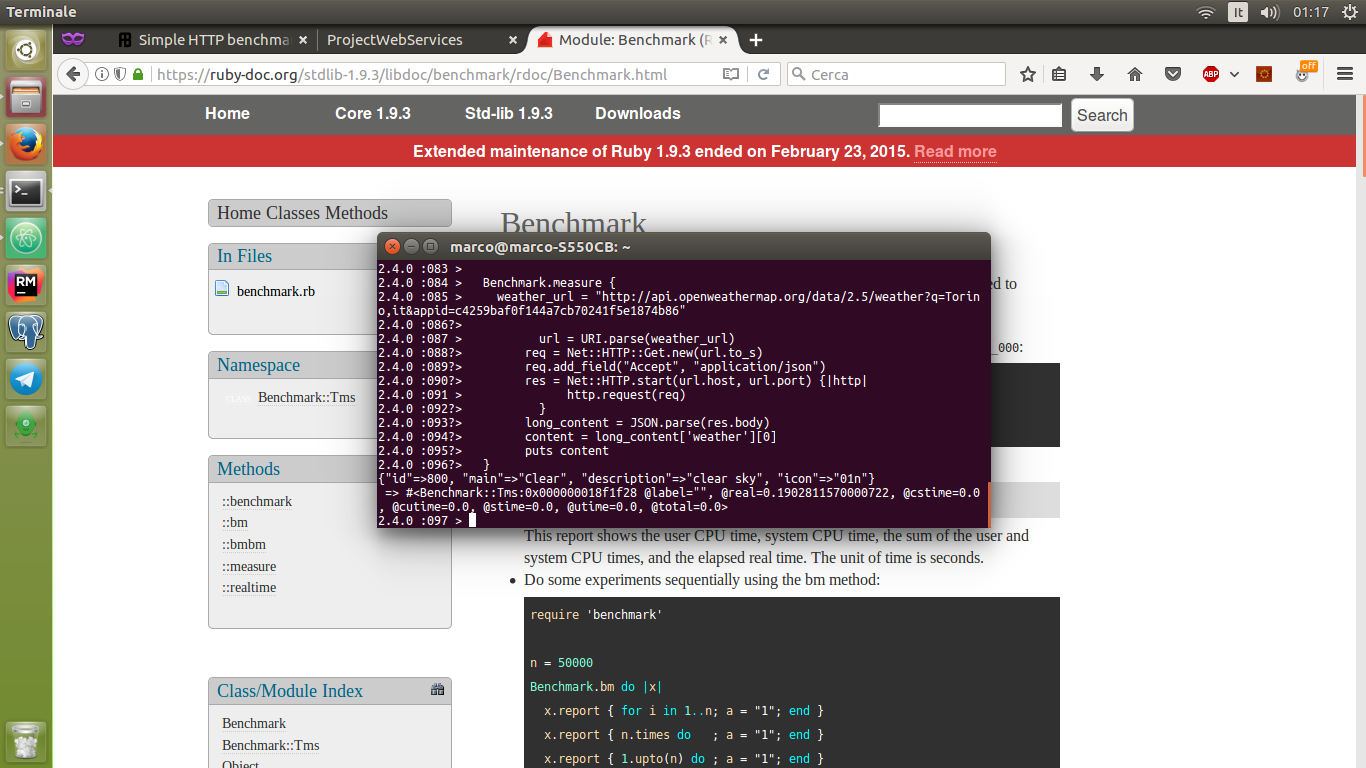 Terminale
It
01:17
Simple HTTP benchma
ProjectWebServices
Module: Benchmark (R
https://ruby-doc.org/stdlib-1.9.3/libdoc/benchmark/rdoc/Benchmark.html
Cerca
ABP
off
Home
Core 1.9.3
Std-lib 1.9.3
Downloads
Search
Extended maintenance of Ruby 1.9.3 ended on February 23, 2015. Read more
Home Classes Methods
In Files
benchmark.rb
Namespace
Benchmark::Tms
Methods
::benchmark
::bm
::bmbm
::measure
::realtime
Class/Module Index
Benchmark
Benchmark::Tms
Object
RM
Benchmark
ed to
_000:
marco@marco-S550CB: ~
2.4.0 :083 >
2.4.0 :084 >   Benchmark.measure {
2.4.0 :085 >     weather_url = "http://api.openweathermap.org/data/2.5/weather?q=Torin
o,it&appid=c4259baf0f144a7cb70241f5e1874b86"
2.4.0 :086?>
2.4.0 :087 >           url = URI.parse(weather_url)
2.4.0 :088?>         req = Net::HTTP::Get.new(url.to_s)
2.4.0 :089?>         req.add_field("Accept", "application/json")
2.4.0 :090?>         res = Net::HTTP.start(url.host, url.port) {|http|
2.4.0 :091 >               http.request(req)
2.4.0 :092?>           }
2.4.0 :093?>         long_content = JSON.parse(res.body)
2.4.0 :094?>         content = long_content['weather'][0]
2.4.0 :095?>         puts content
2.4.0 :096?>   }
{"id"=>800, "main"=>"Clear", "description"=>"clear sky", "icon"=>"01n"}
 => #<Benchmark::Tms:0x000000018f1f28 @label="", @real=0.1902811570000722, @cstime=0.0
, @cutime=0.0, @stime=0.0, @utime=0.0, @total=0.0>
2.4.0 :097 >
This report shows the user CPU time, system CPU time, the sum of the user and
system CPU times, and the elapsed real time. The unit of time is seconds.
• Do some experiments sequentially using the bm method:
require 'benchmark'
n = 50000
Benchmark.bm do |x|
  x.report { for i in 1..n; a = "1"; end }
  x.report { n.times do   ; a = "1"; end }
  x.report { 1.upto(n) do ; a = "1"; end }